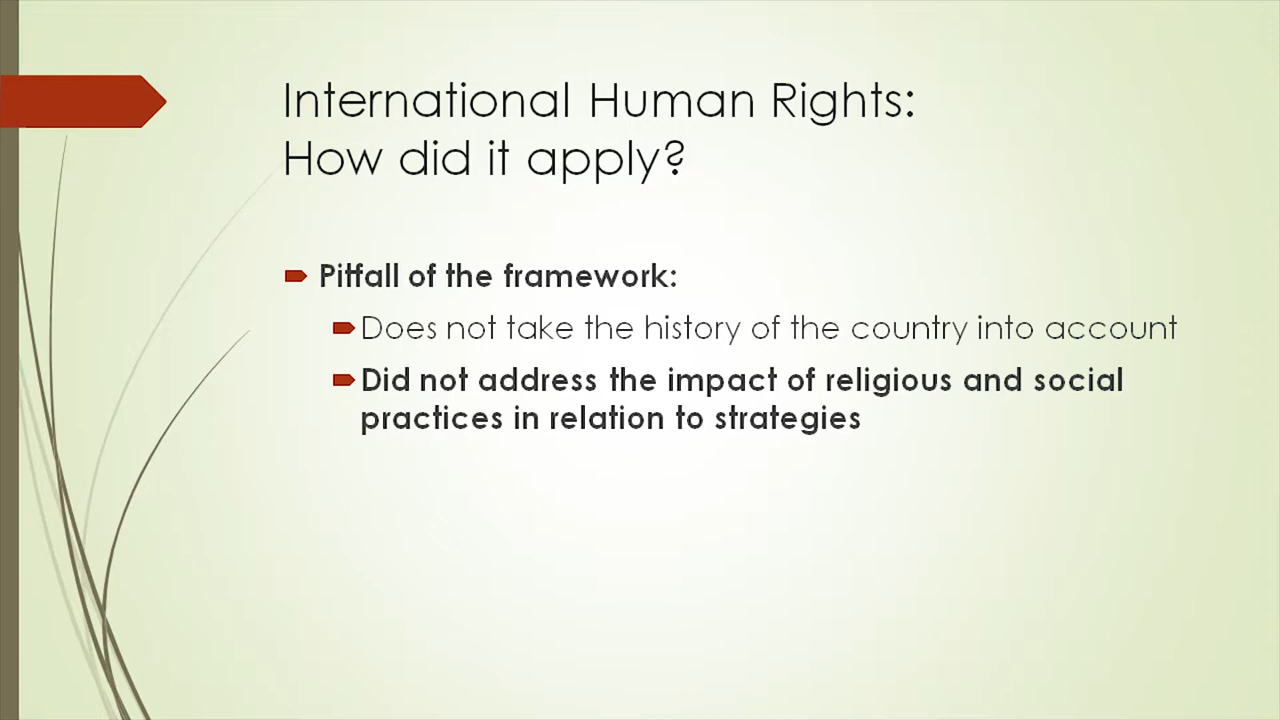 International Human Rights:
How did it apply?
Pitfall of the framework:
Does not take the history of the country into account
Did not address the impact of religious and social
practices in relation to strategies